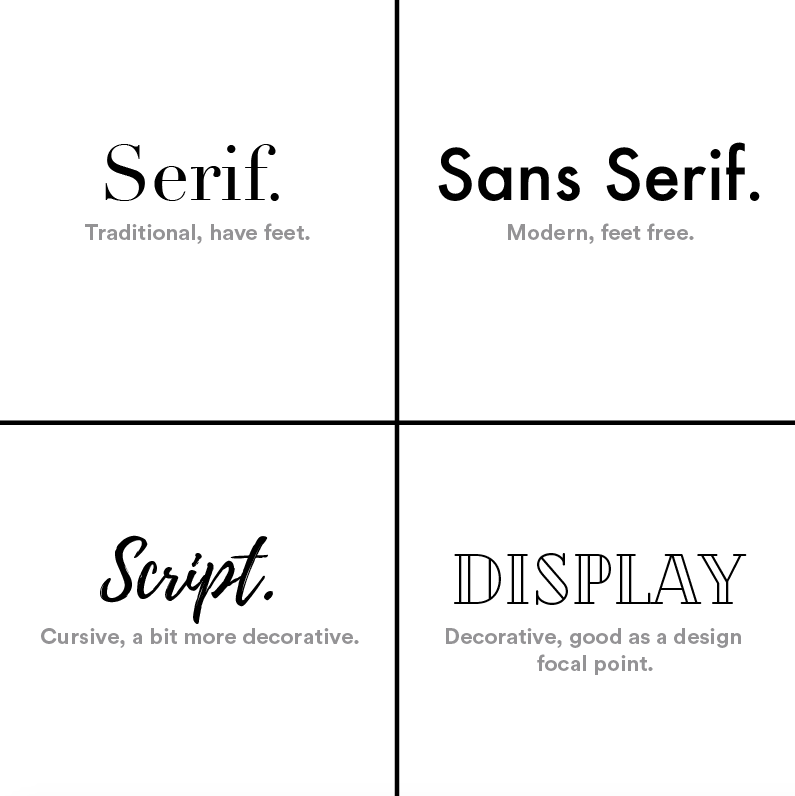 Serif.
Traditional, have feet.
Sans Serif.
Modern, feet free.
Script.
Cursive, a bit more decorative.
DISPLAY
Decorative, good as a design
focal point.